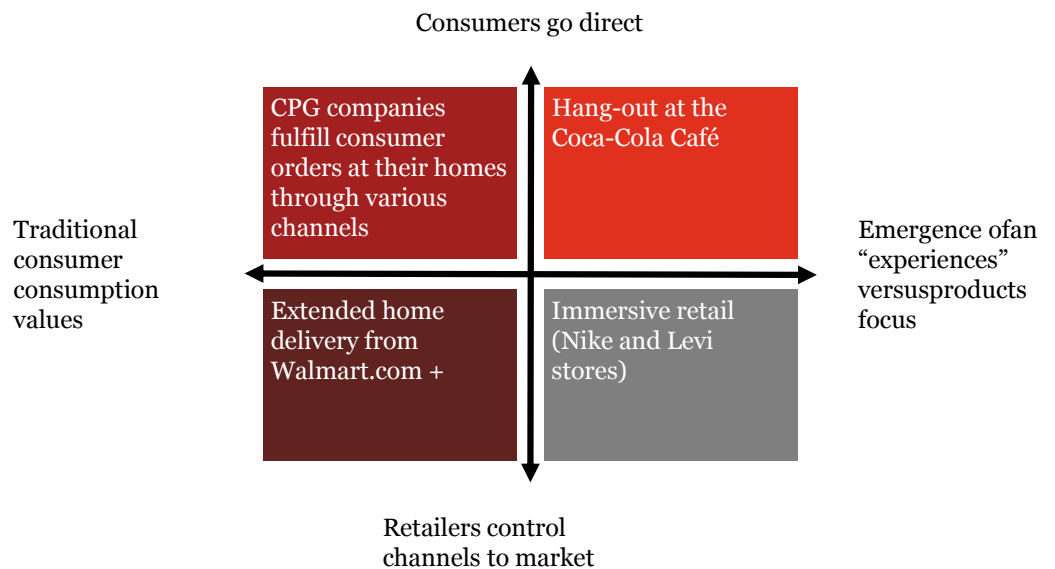 Consumers go direct
CPG companies
fulfill consumer
orders at their homes
through various
channels
Hang-out at the
Coca-Cola Café
Traditional
consumer
consumption
values
Emergence ofan
“experiences”
versusproducts
focus
Extended home
delivery from
Walmart.com +
Immersive retail
(Nike and Levi
stores)
Retailers control
channels to market